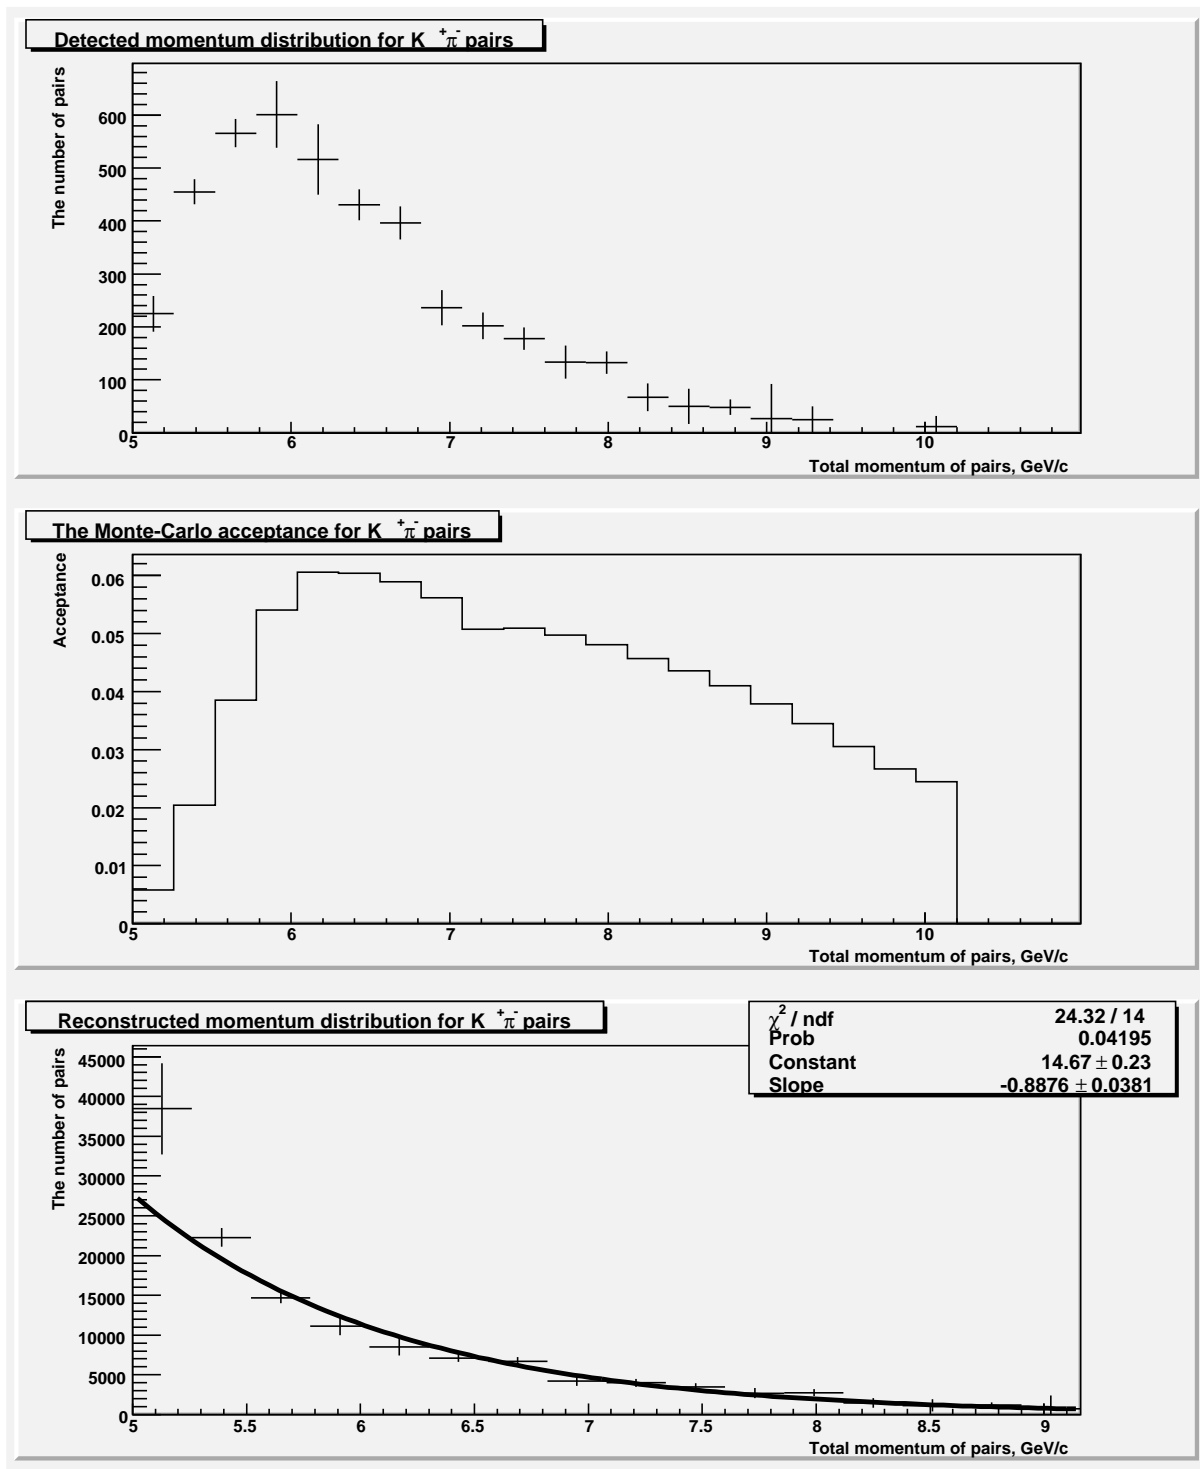 Detected momentum distribution for K +π- pairs
The number of pairs
600
500
400
300
200
100
0
5 6 7 8 9 10
Total momentum of pairs, GeV/c
The Monte-Carlo acceptance for K +π- pairs
Acceptance
0.06
0.05
0.04
0.03
0.02
0.01
0
5 6 7 8 9 10
Total momentum of pairs, GeV/c
Reconstructed momentum distribution for K +π- pairs
χ2 / ndf 24.32 / 14
Prob 0.04195
Constant 14.67 ± 0.23
Slope -0.8876 ± 0.0381
The number of pairs
45000
40000
35000
30000
25000
20000
15000
10000
5000
0
5 5.5 6 6.5 7 7.5 8 8.5 9
Total momentum of pairs, GeV/c